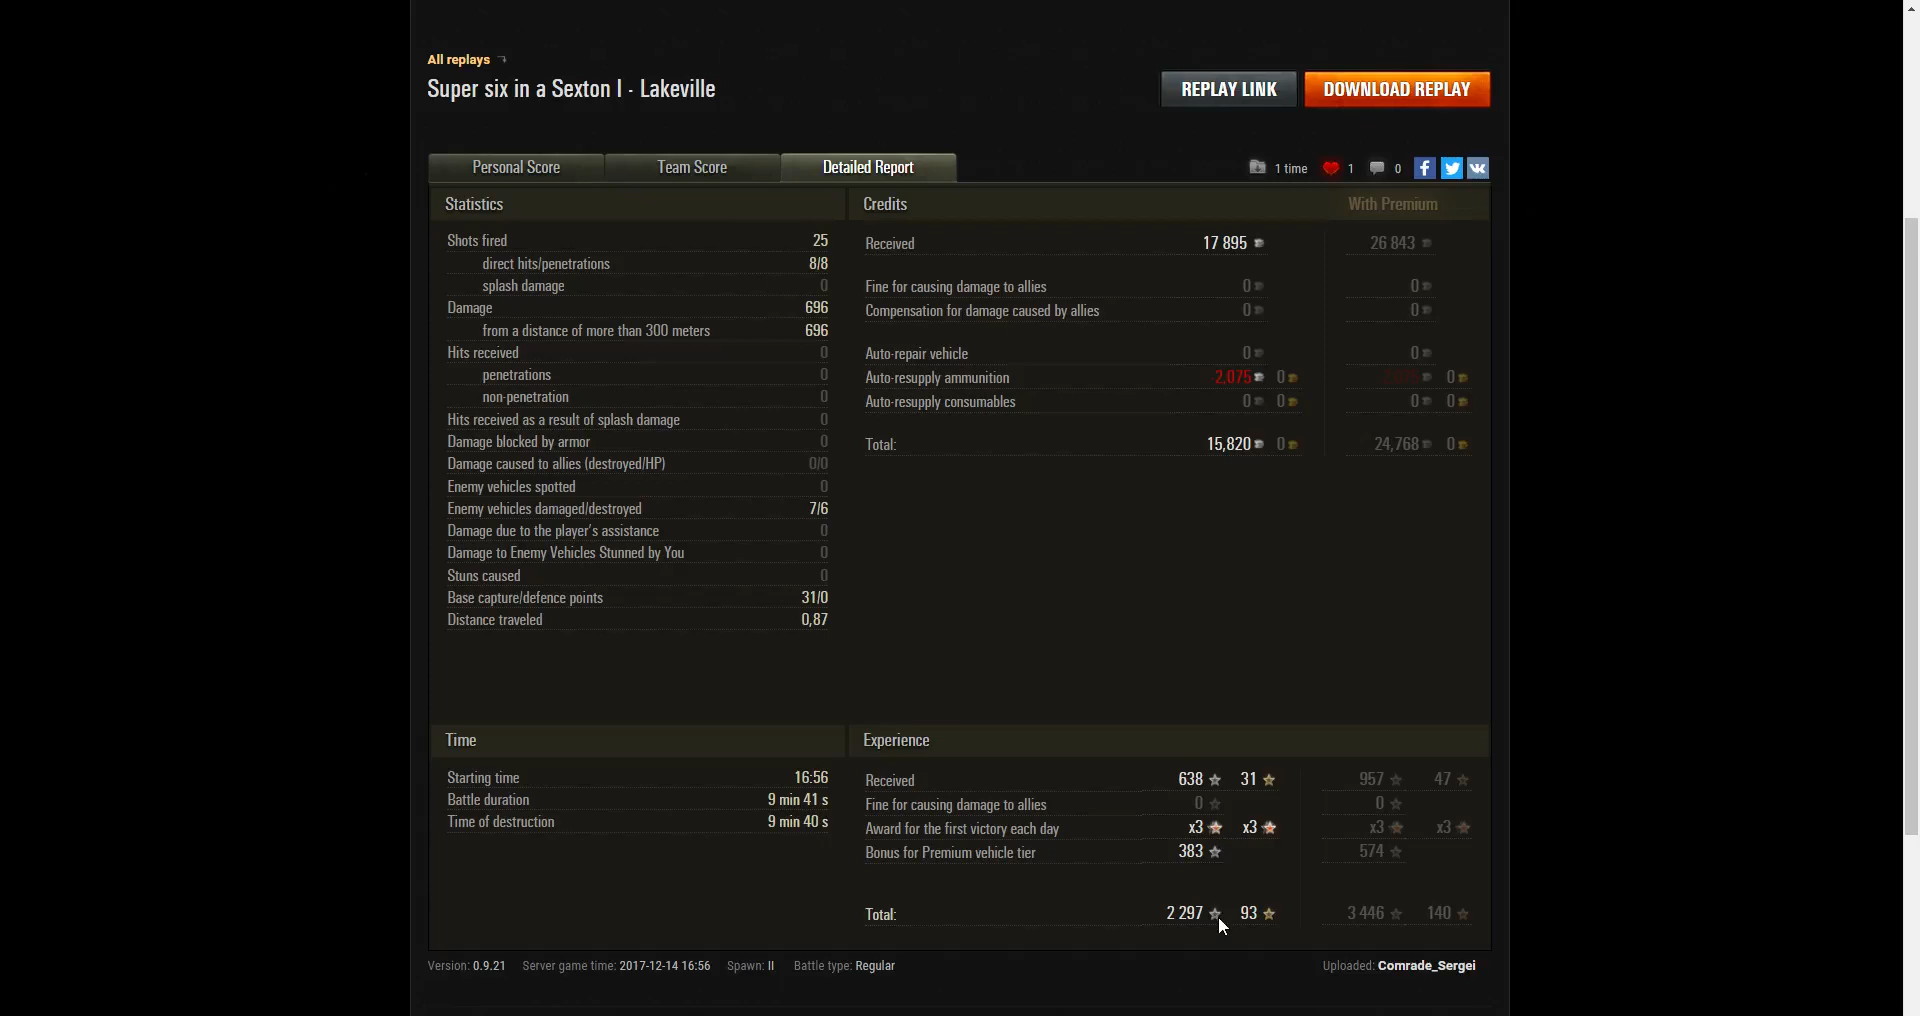 All replays
Super six in a Sexton I - Lakeville
REPLAY LINK
DOWNLOAD REPLAY
Personal Score
Team Score
Detailed Report
1 time
1
0
Statistics
Shots fired 25
direct hits/penetrations 8/8
splash damage 0
Damage 696
from a distance of more than 300 meters 696
Hits received 0
penetrations 0
non-penetration 0
Hits received as a result of splash damage 0
Damage blocked by armor 0
Damage caused to allies (destroyed/HP) 0/0
Enemy vehicles spotted 0
Enemy vehicles damaged/destroyed 7/6
Damage due to the player's assistance 0
Damage to Enemy Vehicles Stunned by You 0
Stuns caused 0
Base capture/defence points 31/0
Distance traveled 0,87
Credits With Premium
Received 17 895 26 843
Fine for causing damage to allies 0 0
Compensation for damage caused by allies 0 0
Auto-repair vehicle 0 0
Auto-resupply ammunition -2,075 0 0
Auto-resupply consumables 0 0 0 0
Total: 15,820 0 24,768 0
Time
Starting time 16:56
Battle duration 9 min 41 s
Time of destruction 9 min 40 s
Experience
Received 638 31 957 47
Fine for causing damage to allies 0 0
Award for the first victory each day x3 x3 x3 x3
Bonus for Premium vehicle tier 383 574
Total: 2 297 93 3 446 140
Version: 0.9.21 Server game time: 2017-12-14 16:56 Spawn: II Battle type: Regular
Uploaded: Comrade_Sergei